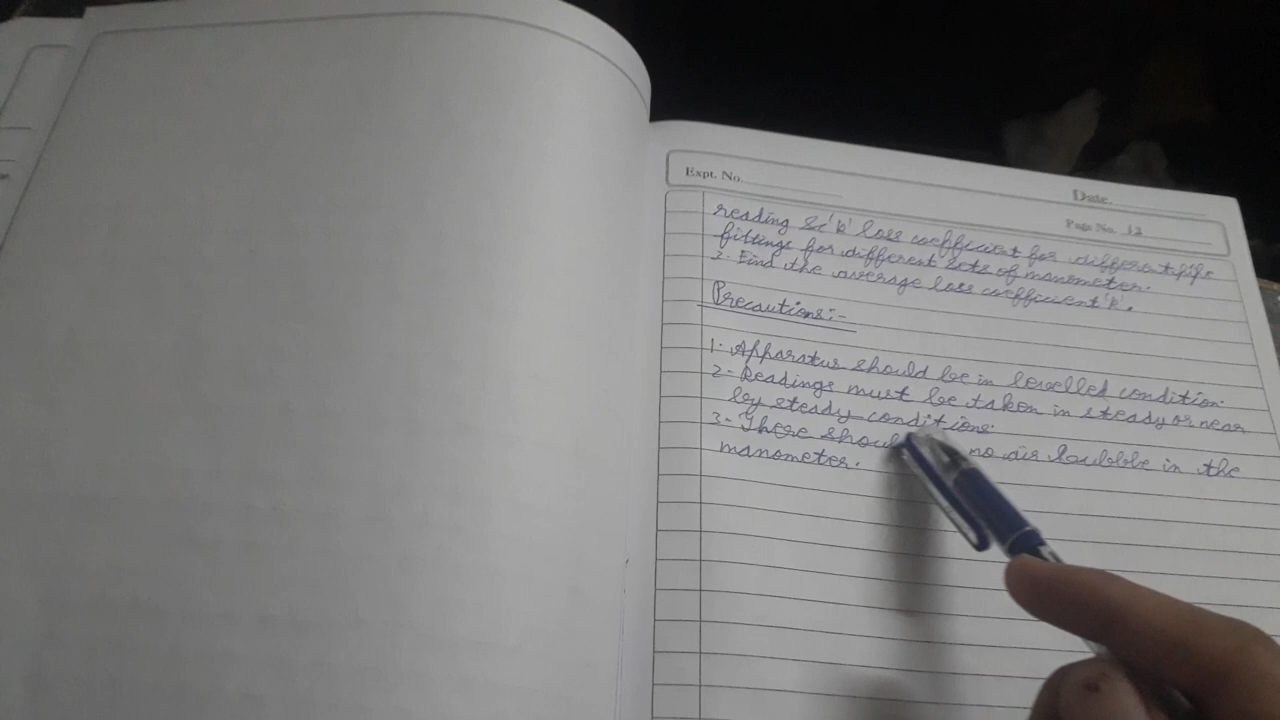 Expt. No.
Date.
Page No. 12
reading &'k' loss coefficient for different pipe
fittings for different sets of manometer.
3. Find the average loss coefficient 'k'.
Precautions:-
1. Apparatus should be in levelled condition.
2- Readings must be taken in steady or near
by steady conditions.
3- There should no air bubble in the
manometer.